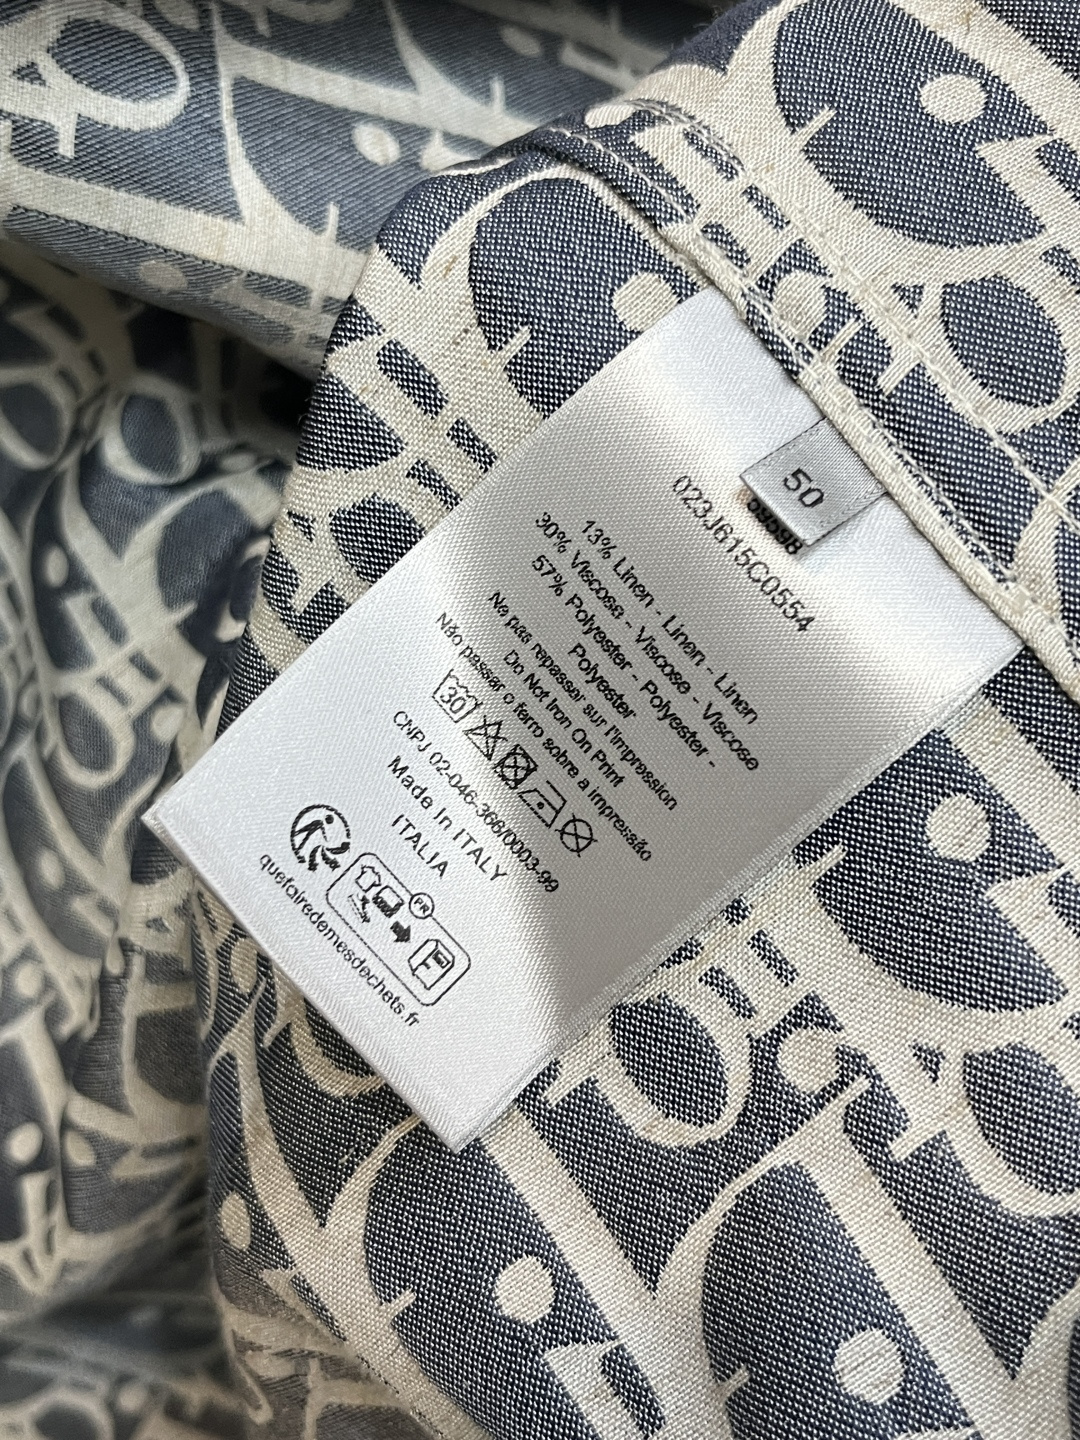 50
023J615C0554
13% Linen - Linen - Linen
30% Viscose - Viscose - Viscose
57% Polyester - Polyester -
Polyester
Ne pas repasser sur l'impression
Do Not Iron On Print
Não passar o ferro sobre a impressão
30
CNPJ 02-046-366/0003-99
Made In ITALY
ITALIA
FR
quefairedemesdechets.fr